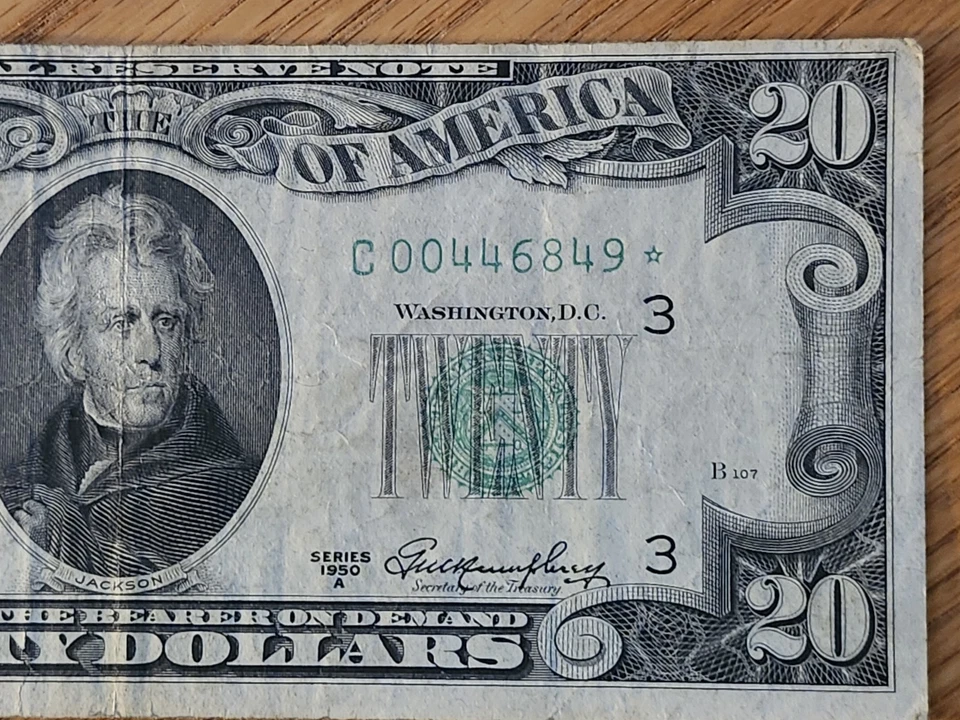 L RESERVE NOTE
THE
OF AMERICA
20
C 00446849 ☆
WASHINGTON, D.C.
3
TWENTY
B 107
SERIES
1950
A
Secretary of the Treasury
3
JACKSON
THE BEARER ON DEMAND
TY DOLLARS
20